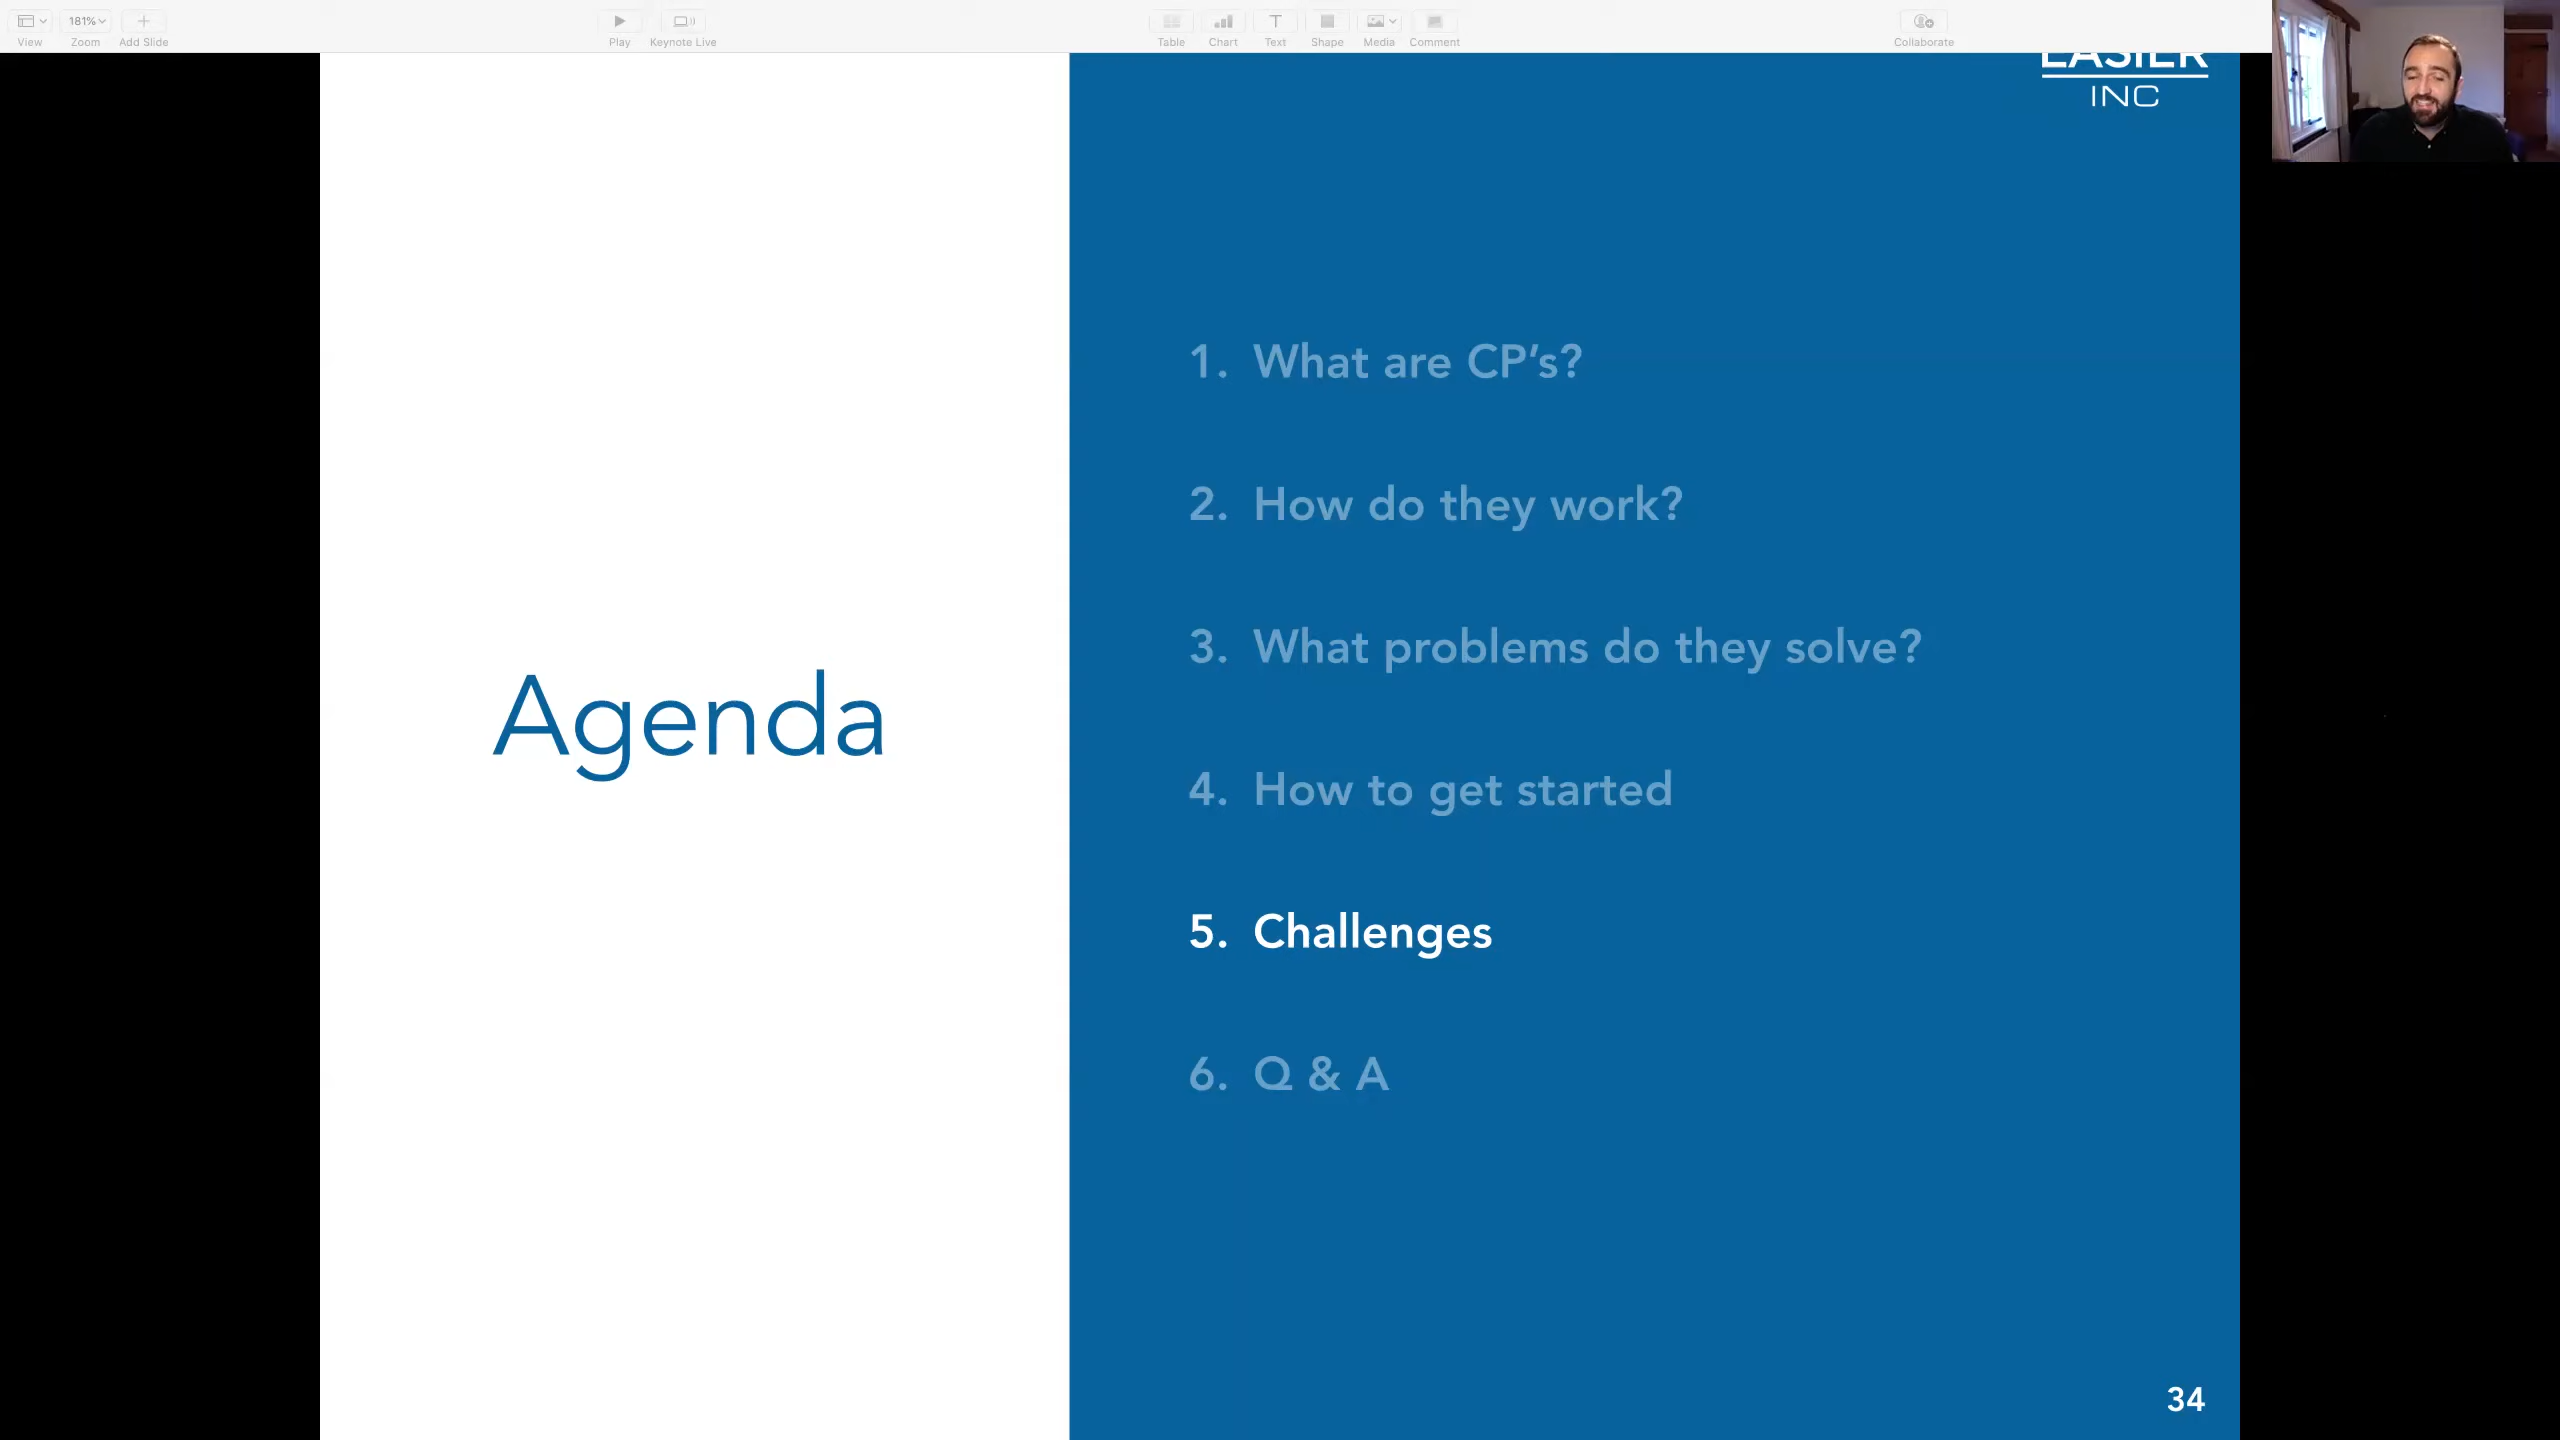 181%
View
Zoom
Add Slide
Play
Keynote Live
Table
Chart
Text
Shape
Media
Comment
Collaborate
EASIER
INC
Agenda
1. What are CP’s?
2. How do they work?
3. What problems do they solve?
4. How to get started
5. Challenges
6. Q & A
34